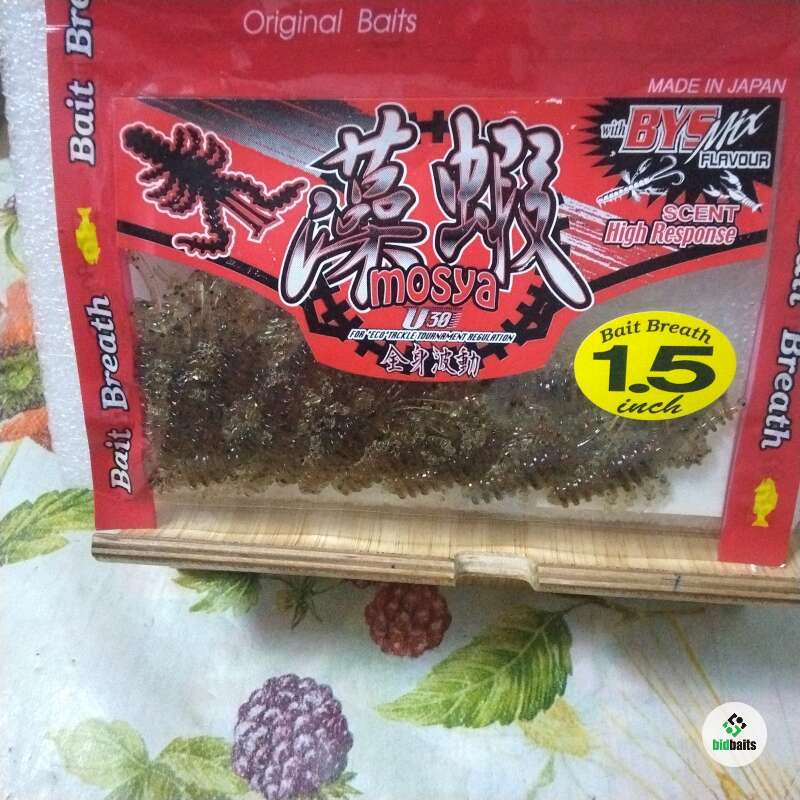 Original Baits
MADE IN JAPAN
with BYS Mix
FLAVOUR
SCENT
High Response
藻蝦
mosya
U30
FOR "ECO" TACKLE TOURNAMENT REGULATION
全身波動
Bait Breath
1.5
inch
Bait Bre
Bait Breath
Bait Breath
bidbaits